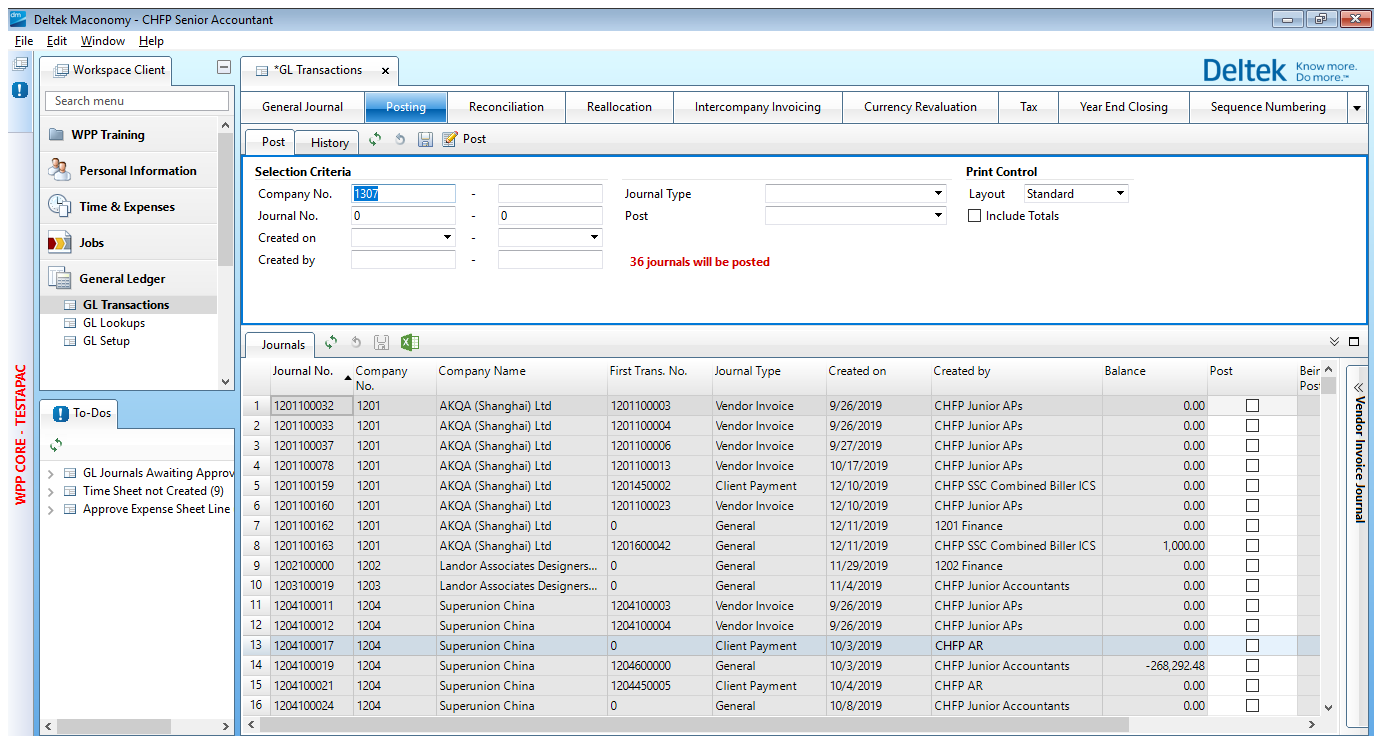 Deltek Maconomy - CHFP Senior Accountant
File Edit Window Help
Workspace Client
Search menu
WPP Training
Personal Information
Time & Expenses
Jobs
General Ledger
GL Transactions
GL Lookups
GL Setup
WPP CORE - TESTAPAC
To-Dos
GL Journals Awaiting Approv
Time Sheet not Created (9)
Approve Expense Sheet Line
*GL Transactions
Deltek Know more. Do more.™
General Journal Posting Reconciliation Reallocation Intercompany Invoicing Currency Revaluation Tax Year End Closing Sequence Numbering
Post History Post
Selection Criteria Print Control
Company No. 1307 - Journal Type Layout Standard
Journal No. 0 - 0 Post Include Totals
Created on -
Created by - 36 journals will be posted
Journals
Journal No. Company No. Company Name First Trans. No. Journal Type Created on Created by Balance Post Bein Post
1 1201100032 1201 AKQA (Shanghai) Ltd 1201100003 Vendor Invoice 9/26/2019 CHFP Junior APs 0.00
2 1201100033 1201 AKQA (Shanghai) Ltd 1201100004 Vendor Invoice 9/26/2019 CHFP Junior APs 0.00
3 1201100037 1201 AKQA (Shanghai) Ltd 1201100006 Vendor Invoice 9/27/2019 CHFP Junior APs 0.00
4 1201100078 1201 AKQA (Shanghai) Ltd 1201100013 Vendor Invoice 10/17/2019 CHFP Junior APs 0.00
5 1201100159 1201 AKQA (Shanghai) Ltd 1201450002 Client Payment 12/10/2019 CHFP SSC Combined Biller ICS 0.00
6 1201100160 1201 AKQA (Shanghai) Ltd 1201100023 Vendor Invoice 12/10/2019 CHFP Junior APs 0.00
7 1201100162 1201 AKQA (Shanghai) Ltd 0 General 12/11/2019 1201 Finance 0.00
8 1201100163 1201 AKQA (Shanghai) Ltd 1201600042 General 12/11/2019 CHFP SSC Combined Biller ICS 1,000.00
9 1202100000 1202 Landor Associates Designers... 0 General 11/29/2019 1202 Finance 0.00
10 1203100019 1203 Landor Associates Designers... 0 General 11/4/2019 CHFP Junior Accountants 0.00
11 1204100011 1204 Superunion China 1204100003 Vendor Invoice 9/26/2019 CHFP Junior APs 0.00
12 1204100012 1204 Superunion China 1204100004 Vendor Invoice 9/26/2019 CHFP Junior APs 0.00
13 1204100017 1204 Superunion China 0 Client Payment 10/3/2019 CHFP AR 0.00
14 1204100019 1204 Superunion China 1204600000 General 10/3/2019 CHFP Junior Accountants -268,292.48
15 1204100021 1204 Superunion China 1204450005 Client Payment 10/4/2019 CHFP AR 0.00
16 1204100024 1204 Superunion China 0 General 10/8/2019 CHFP Junior Accountants 0.00
Vendor Invoice Journal